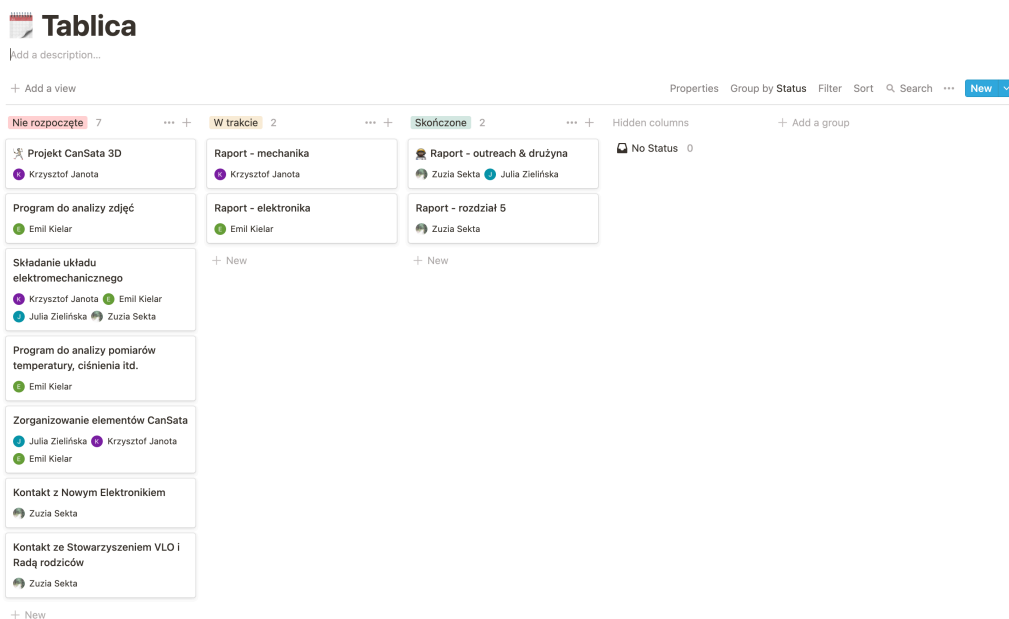 Tablica
Add a description...
Add a view
Properties Group by Status Filter Sort Search New
Nie rozpoczęte 7
Projekt CanSata 3D
K Krzysztof Janota
Program do analizy zdjęć
E Emil Kielar
Składanie układu
elektromechanicznego
K Krzysztof Janota E Emil Kielar
J Julia Zielińska Zuzia Sekta
Program do analizy pomiarów
temperatury, ciśnienia itd.
E Emil Kielar
Zorganizowanie elementów CanSata
J Julia Zielińska K Krzysztof Janota
E Emil Kielar
Kontakt z Nowym Elektronikiem
Zuzia Sekta
Kontakt ze Stowarzyszeniem VLO i
Radą rodziców
Zuzia Sekta
New
W trakcie 2
Raport - mechanika
K Krzysztof Janota
Raport - elektronika
E Emil Kielar
New
Skończone 2
Raport - outreach & drużyna
Zuzia Sekta J Julia Zielińska
Raport - rozdział 5
Zuzia Sekta
New
Hidden columns
No Status 0
Add a group